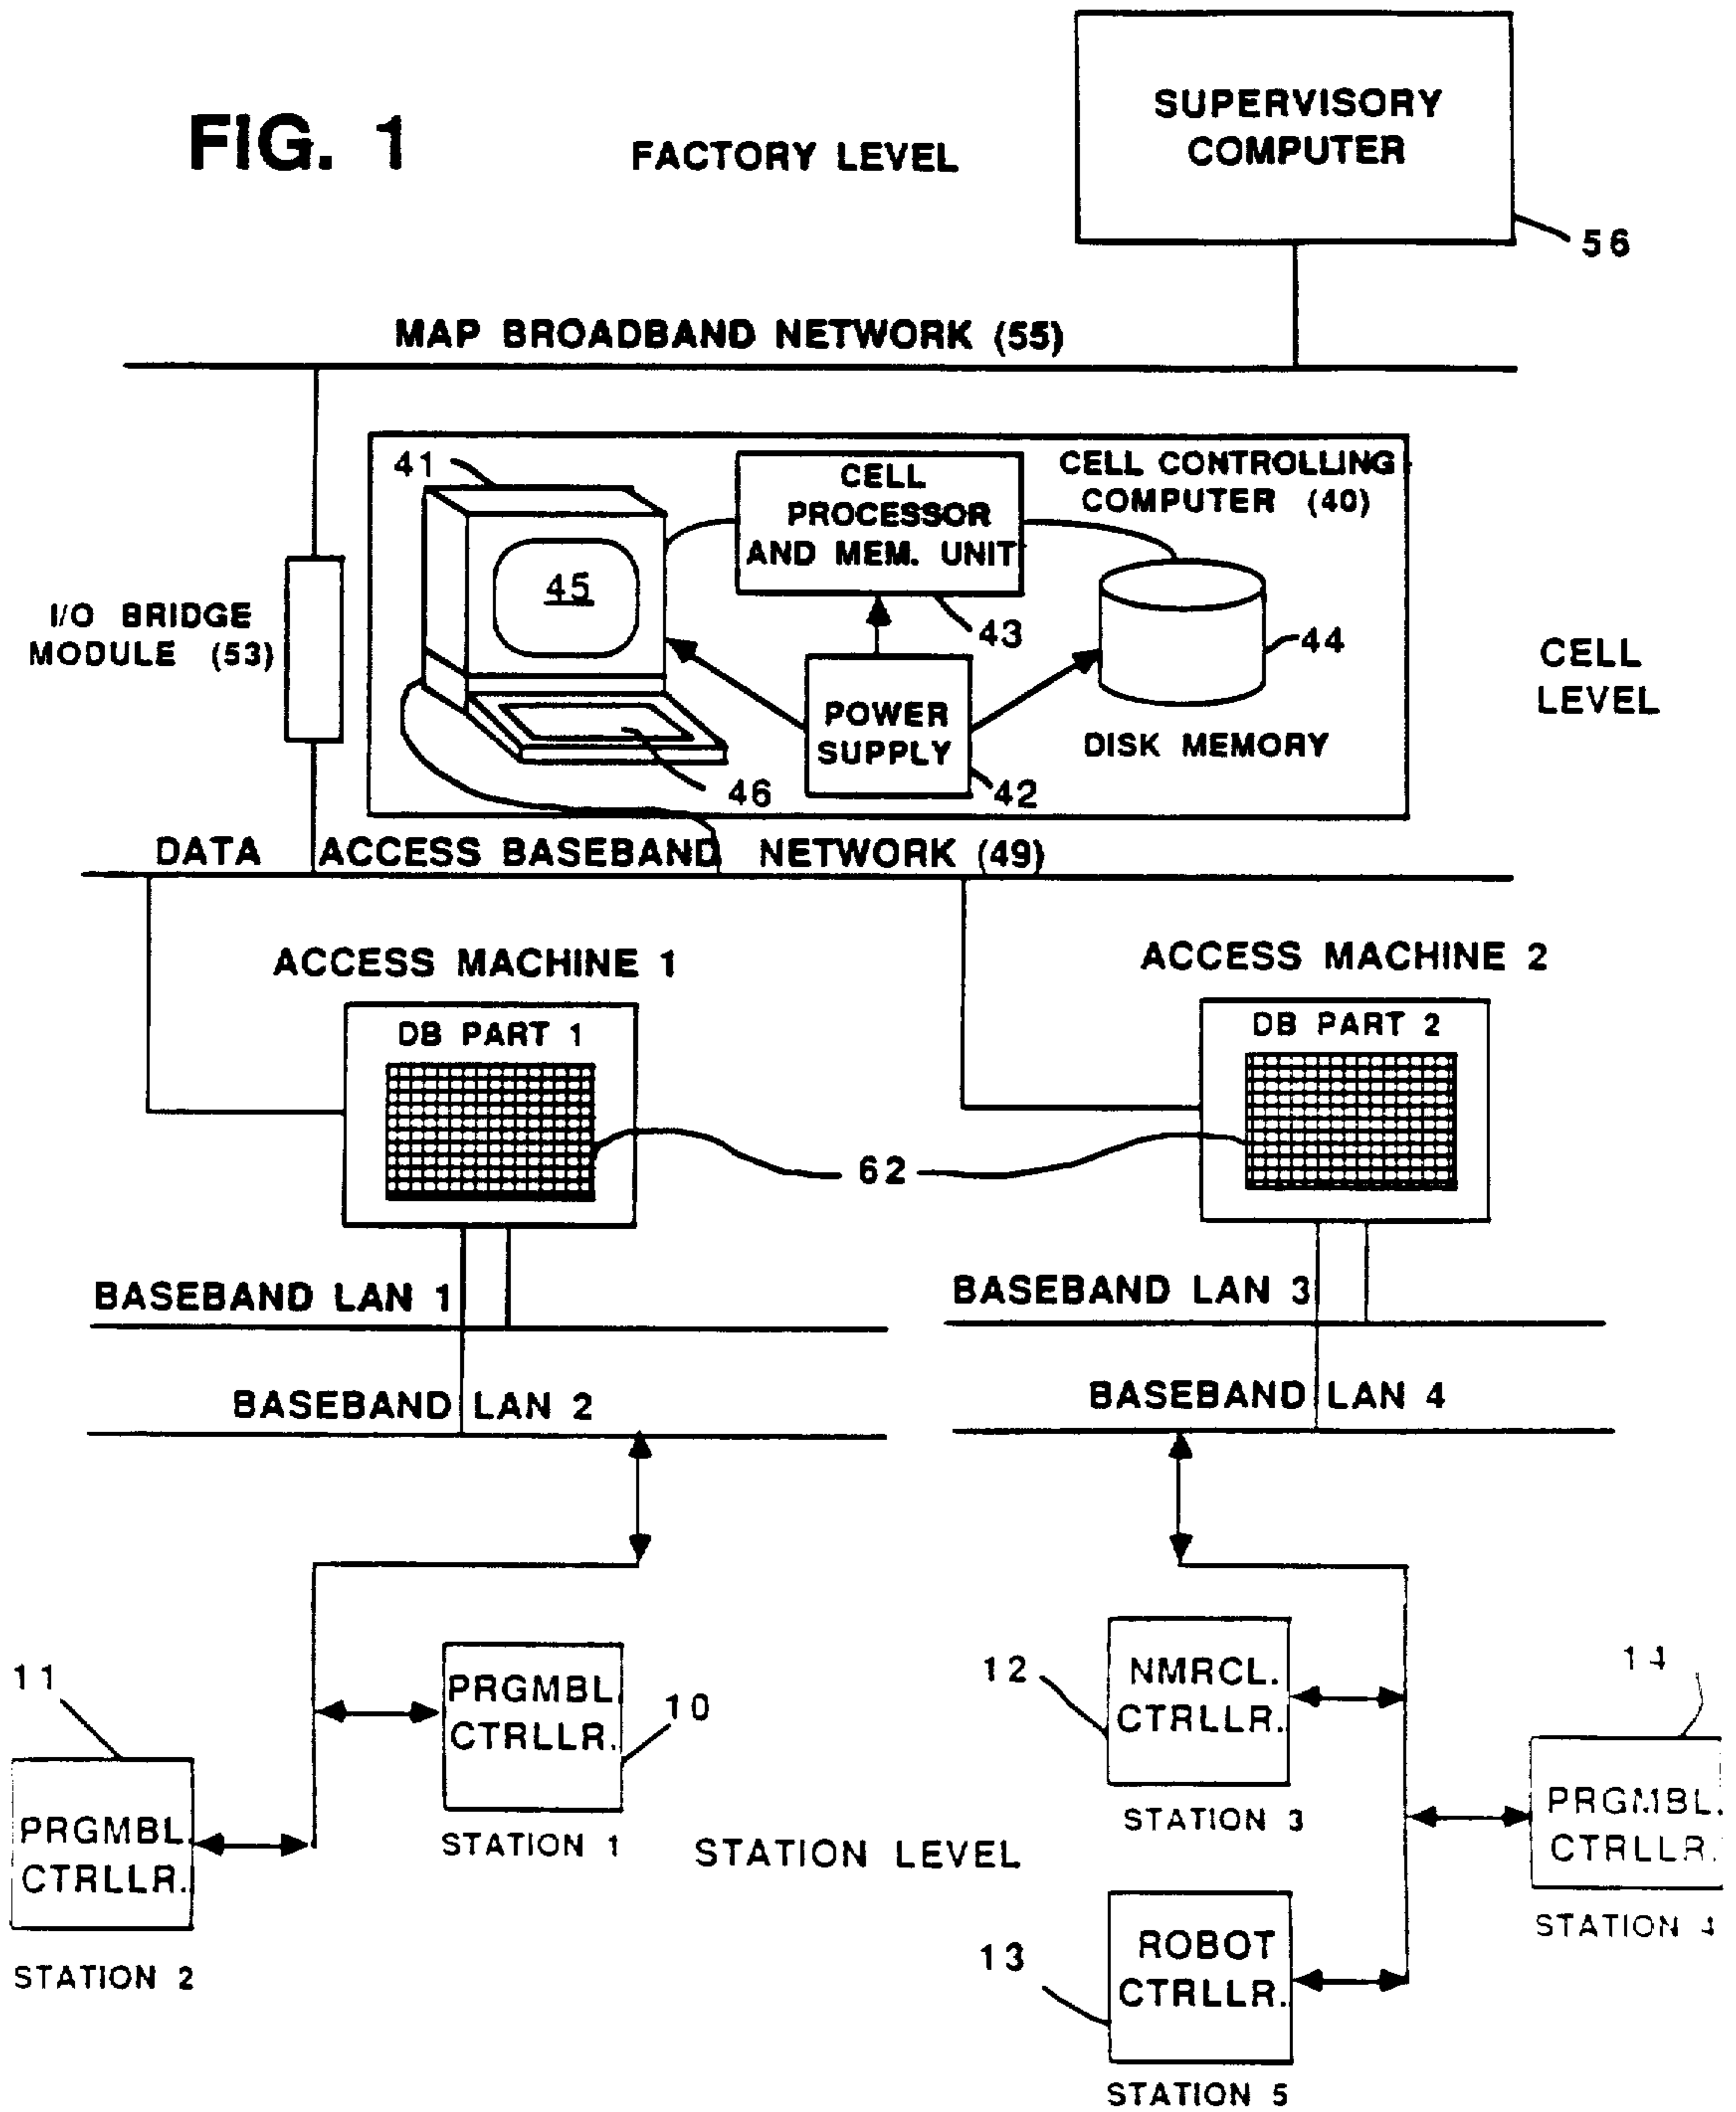 FIG. 1
FACTORY LEVEL
SUPERVISORY
COMPUTER
56
MAP BROADBAND NETWORK (55)
41
CELL
PROCESSOR
AND MEM. UNIT
CELL CONTROLLING
COMPUTER (40)
45
I/O BRIDGE
MODULE (53)
43
44
CELL
LEVEL
POWER
SUPPLY
DISK MEMORY
46
42
DATA ACCESS BASEBAND NETWORK (49)
ACCESS MACHINE 1
ACCESS MACHINE 2
DB PART 1
DB PART 2
62
BASEBAND LAN 1
BASEBAND LAN 3
BASEBAND LAN 2
BASEBAND LAN 4
11
PRGMBL.
CTRLLR.
10
12
NMRCL.
CTRLLR.
14
PRGMBL.
CTRLLR.
STATION 1
STATION LEVEL
STATION 3
PRGMBL.
CTRLLR.
STATION 2
13
ROBOT
CTRLLR.
STATION 4
STATION 5